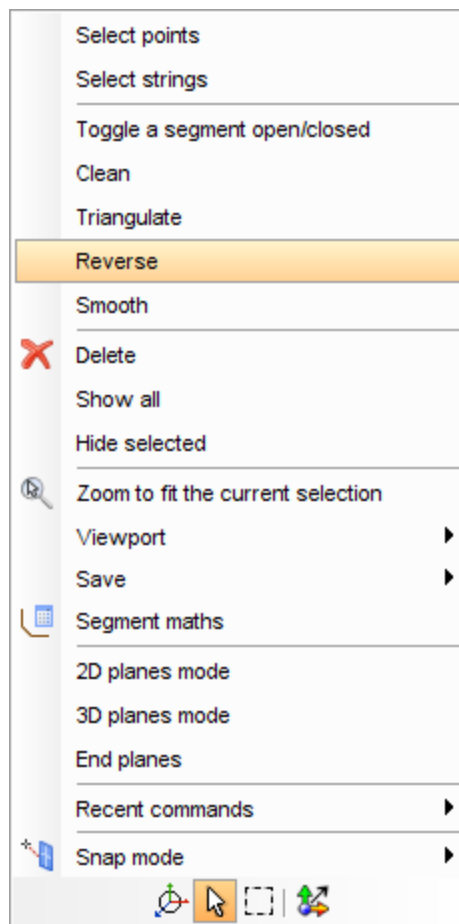 Select points
Select strings
Toggle a segment open/closed
Clean
Triangulate
Reverse
Smooth
Delete
Show all
Hide selected
Zoom to fit the current selection
Viewport
Save
Segment maths
2D planes mode
3D planes mode
End planes
Recent commands
Snap mode